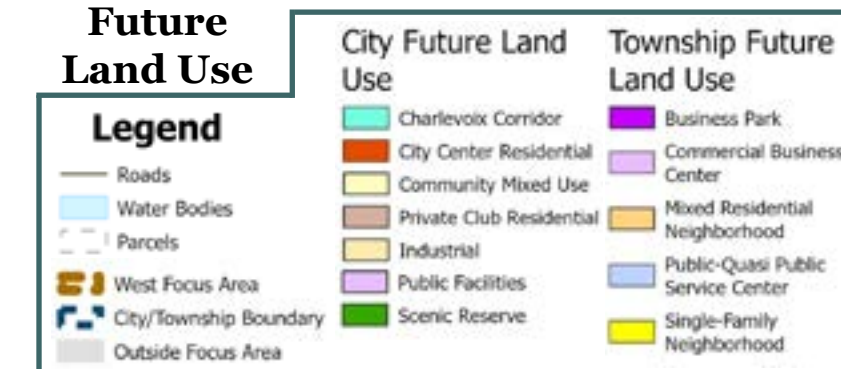 Future
Land Use
Legend
Roads
Water Bodies
Parcels
West Focus Area
City/Township Boundary
Outside Focus Area
City Future Land
Use
Charlevoix Corridor
City Center Residential
Community Mixed Use
Private Club Residential
Industrial
Public Facilities
Scenic Reserve
Township Future
Land Use
Business Park
Commercial Business
Center
Mixed Residential
Neighborhood
Public-Quasi Public
Service Center
Single-Family
Neighborhood